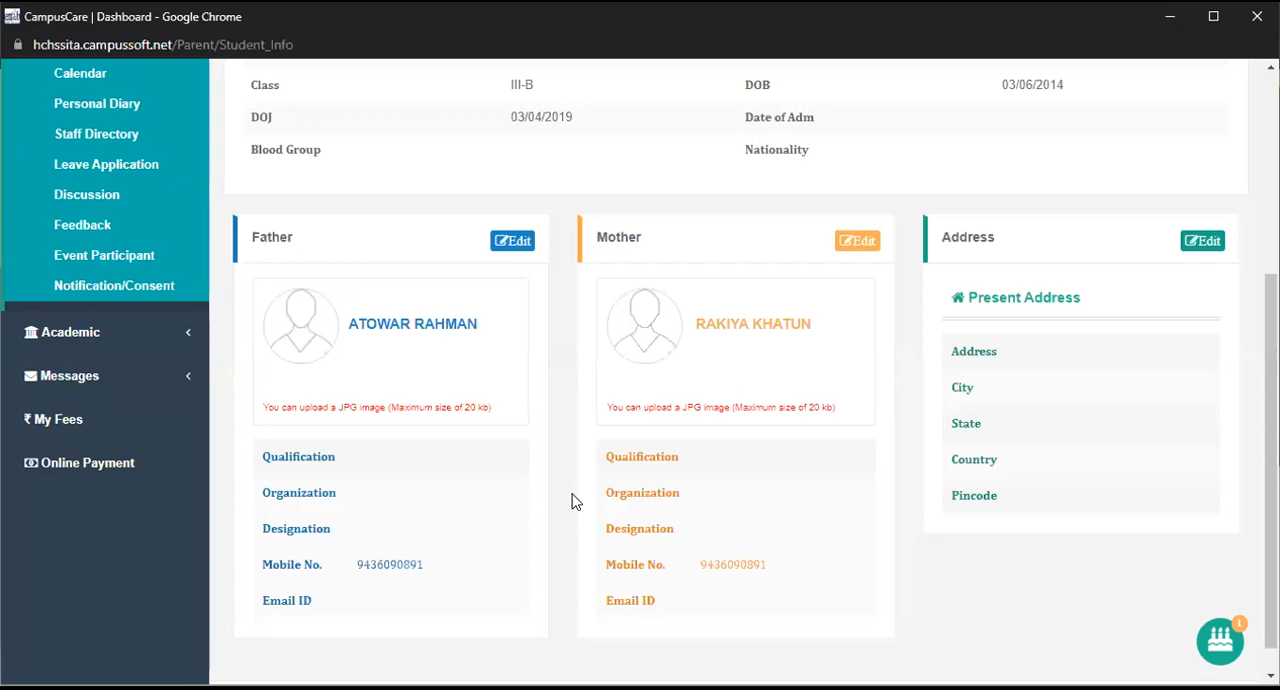 CampusCare | Dashboard - Google Chrome
hchssita.campussoft.net/Parent/Student_Info
Calendar
Personal Diary
Staff Directory
Leave Application
Discussion
Feedback
Event Participant
Notification/Consent
Academic
Messages
₹ My Fees
Online Payment
Class III-B DOB 03/06/2014
DOJ 03/04/2019 Date of Adm
Blood Group Nationality
Father Edit
ATOWAR RAHMAN
You can upload a JPG image (Maximum size of 20 kb)
Qualification
Organization
Designation
Mobile No. 9436090891
Email ID
Mother Edit
RAKIYA KHATUN
You can upload a JPG image (Maximum size of 20 kb)
Qualification
Organization
Designation
Mobile No. 9436090891
Email ID
Address Edit
Present Address
Address
City
State
Country
Pincode
1